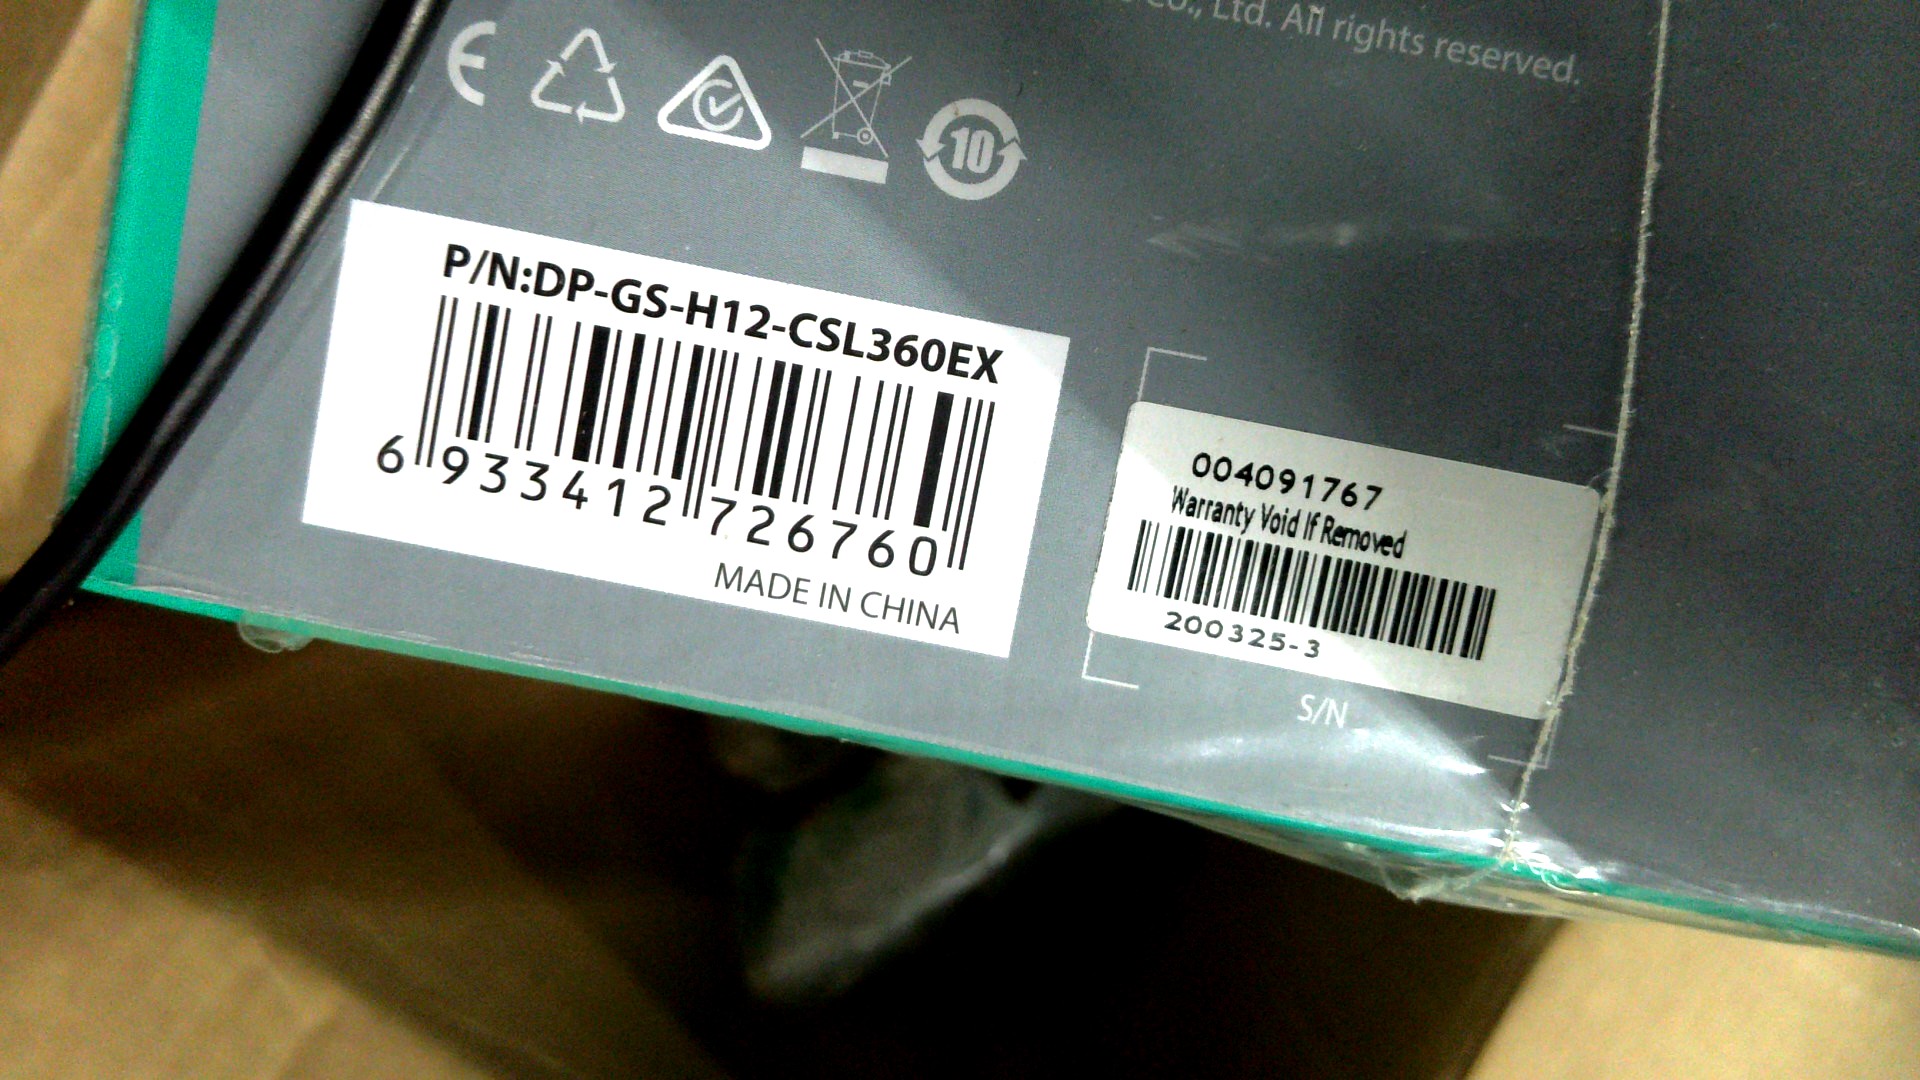 Co., Ltd. All rights reserved.
CE
10
P/N:DP-GS-H12-CSL360EX
6 933412 726760
MADE IN CHINA
004091767
Warranty Void If Removed
200325-3
S/N